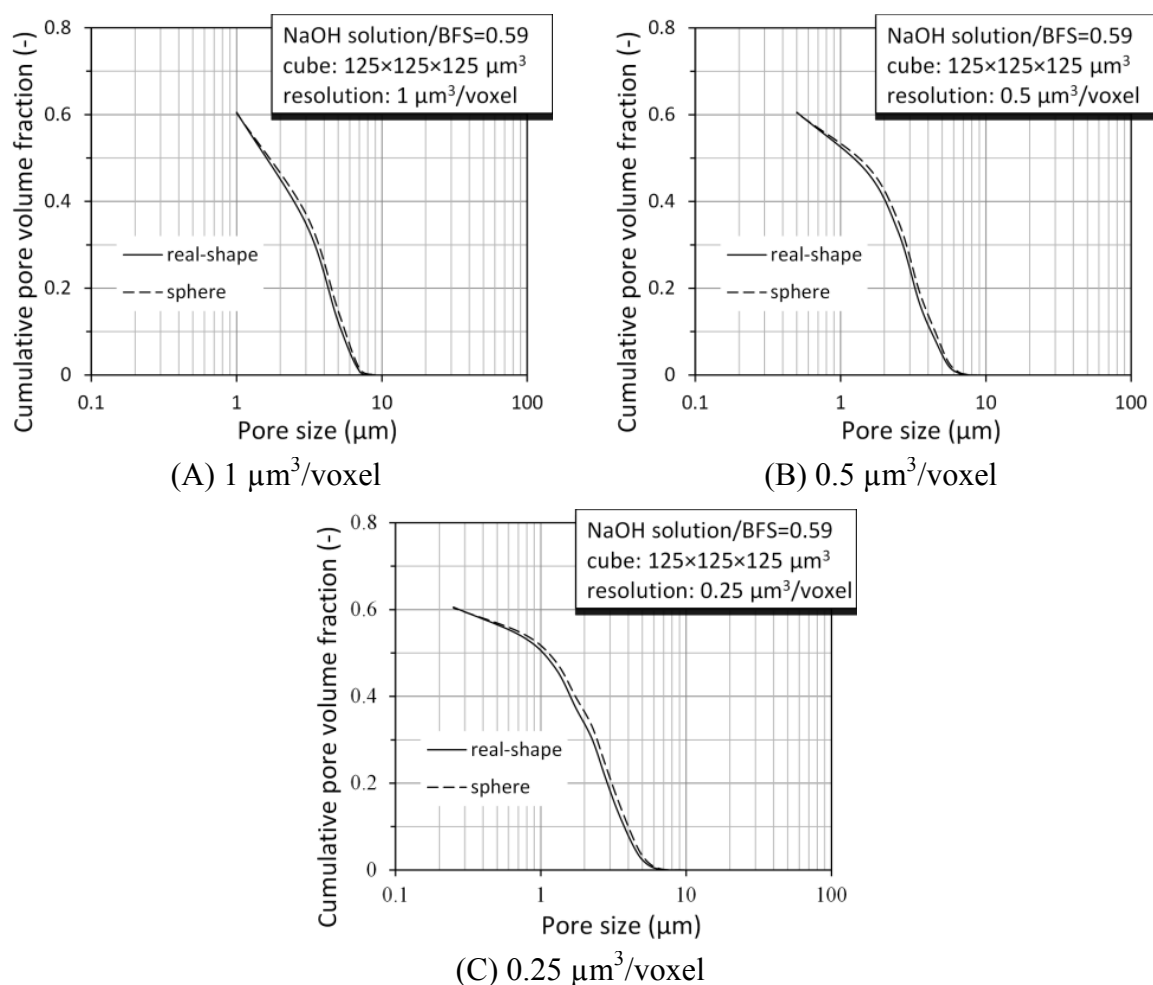 Cumulative pore volume fraction (-)
0.8
0.6
0.4
0.2
0
NaOH solution/BFS=0.59
cube: 125×125×125 µm³
resolution: 1 µm³/voxel
real-shape
sphere
0.1 1 10 100
Pore size (µm)
(A) 1 µm³/voxel
Cumulative pore volume fraction (-)
0.8
0.6
0.4
0.2
0
NaOH solution/BFS=0.59
cube: 125×125×125 µm³
resolution: 0.5 µm³/voxel
real-shape
sphere
0.1 1 10 100
Pore size (µm)
(B) 0.5 µm³/voxel
Cumulative pore volume fraction (-)
0.8
0.6
0.4
0.2
0
NaOH solution/BFS=0.59
cube: 125×125×125 µm³
resolution: 0.25 µm³/voxel
real-shape
sphere
0.1 1 10 100
Pore size (µm)
(C) 0.25 µm³/voxel